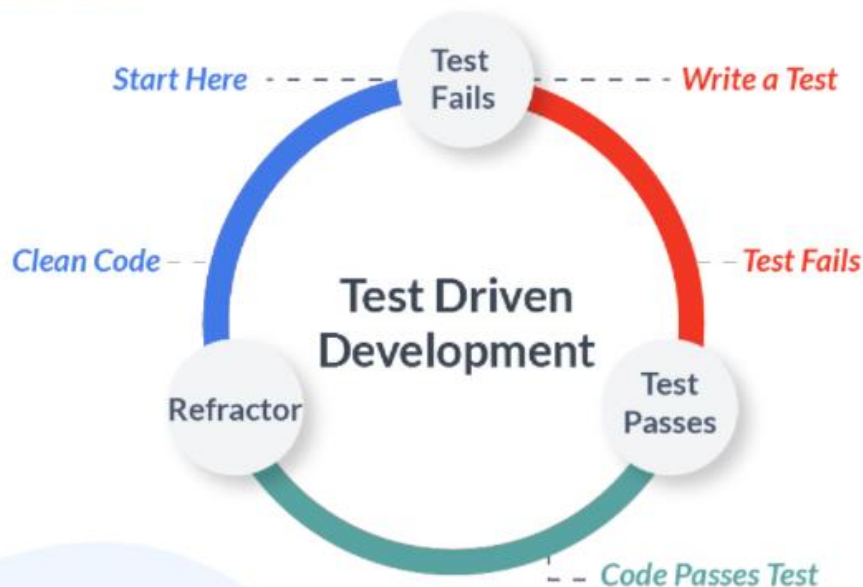 Start Here
Test
Fails
Write a Test
Clean Code
Test Fails
Test Driven
Development
Refractor
Test
Passes
Code Passes Test